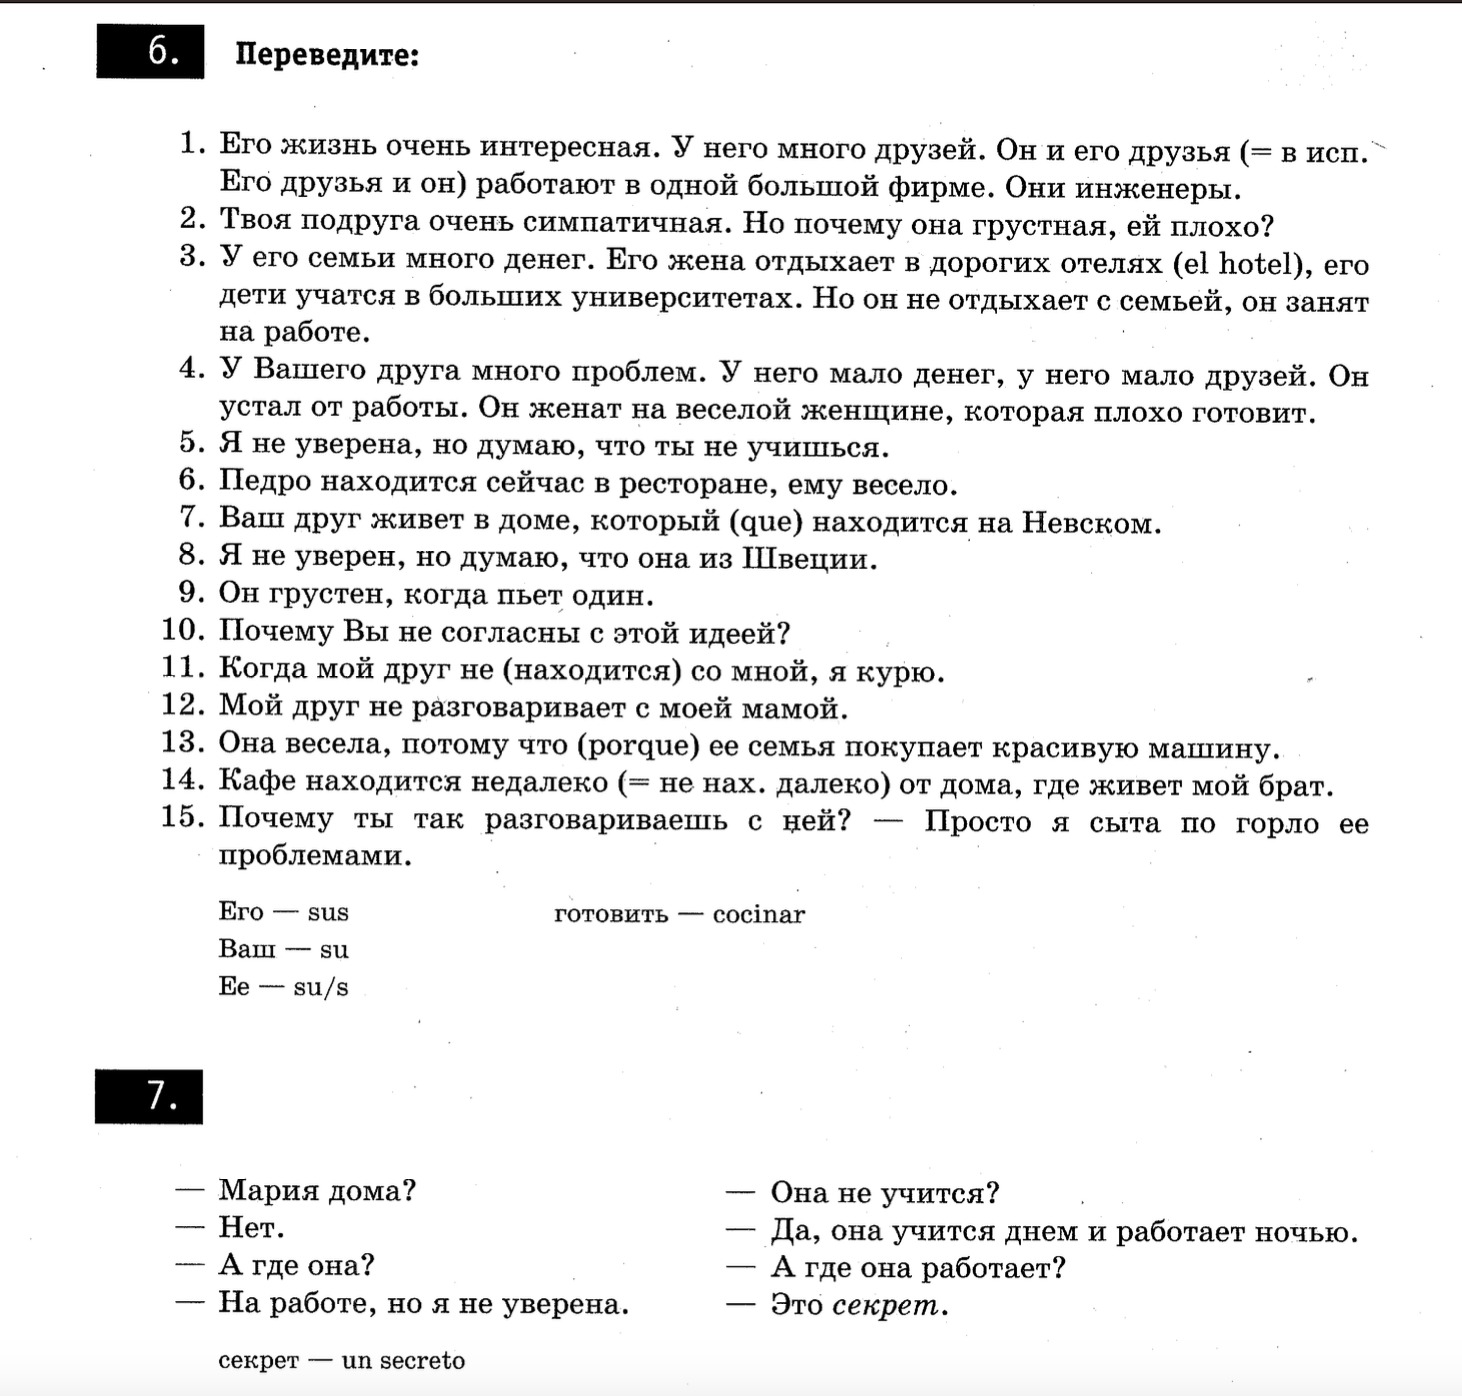 6. Переведите:
1. Его жизнь очень интересная. У него много друзей. Он и его друзья (= в исп.
Его друзья и он) работают в одной большой фирме. Они инженеры.
2. Твоя подруга очень симпатичная. Но почему она грустная, ей плохо?
3. У его семьи много денег. Его жена отдыхает в дорогих отелях (el hotel), его
дети учатся в больших университетах. Но он не отдыхает с семьей, он занят
на работе.
4. У Вашего друга много проблем. У него мало денег, у него мало друзей. Он
устал от работы. Он женат на веселой женщине, которая плохо готовит.
5. Я не уверена, но думаю, что ты не учишься.
6. Педро находится сейчас в ресторане, ему весело.
7. Ваш друг живет в доме, который (que) находится на Невском.
8. Я не уверен, но думаю, что она из Швеции.
9. Он грустен, когда пьет один.
10. Почему Вы не согласны с этой идеей?
11. Когда мой друг не (находится) со мной, я курю.
12. Мой друг не разговаривает с моей мамой.
13. Она весела, потому что (porque) ее семья покупает красивую машину.
14. Кафе находится недалеко (= не нах. далеко) от дома, где живет мой брат.
15. Почему ты так разговариваешь с ней? — Просто я сыта по горло ее
проблемами.
Его — sus
Ваш — su
Ее — su/s
готовить — cocinar
7.
— Мария дома?
— Нет.
— А где она?
— На работе, но я не уверена.
— Она не учится?
— Да, она учится днем и работает ночью.
— А где она работает?
— Это секрет.
секрет — un secreto